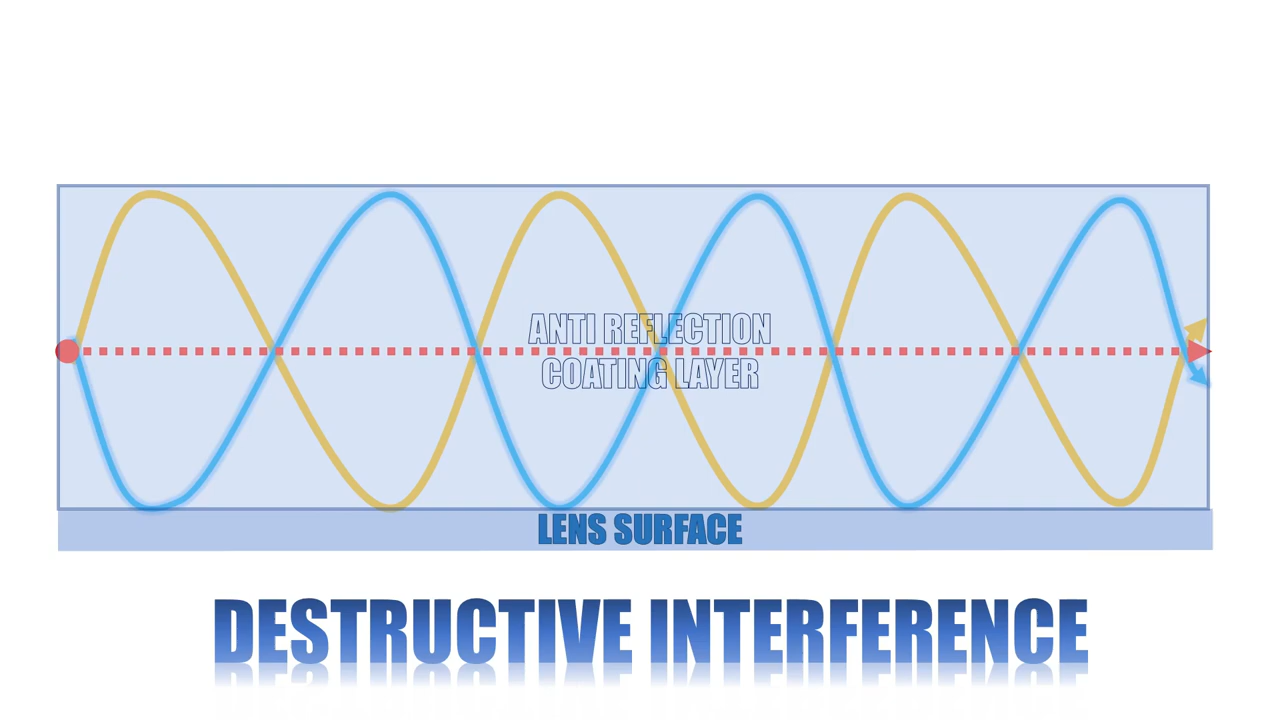 ANTI REFLECTION
COATING LAYER
LENS SURFACE
DESTRUCTIVE INTERFERENCE